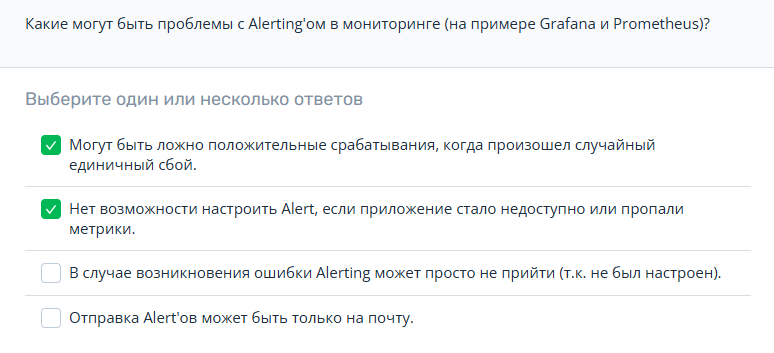 Какие могут быть проблемы с Alerting'ом в мониторинге (на примере Grafana и Prometheus)?
Выберите один или несколько ответов
Могут быть ложно положительные срабатывания, когда произошел случайный
единичный сбой.
Нет возможности настроить Alert, если приложение стало недоступно или пропали
метрики.
В случае возникновения ошибки Alerting может просто не прийти (т.к. не был настроен).
Отправка Alert'ов может быть только на почту.